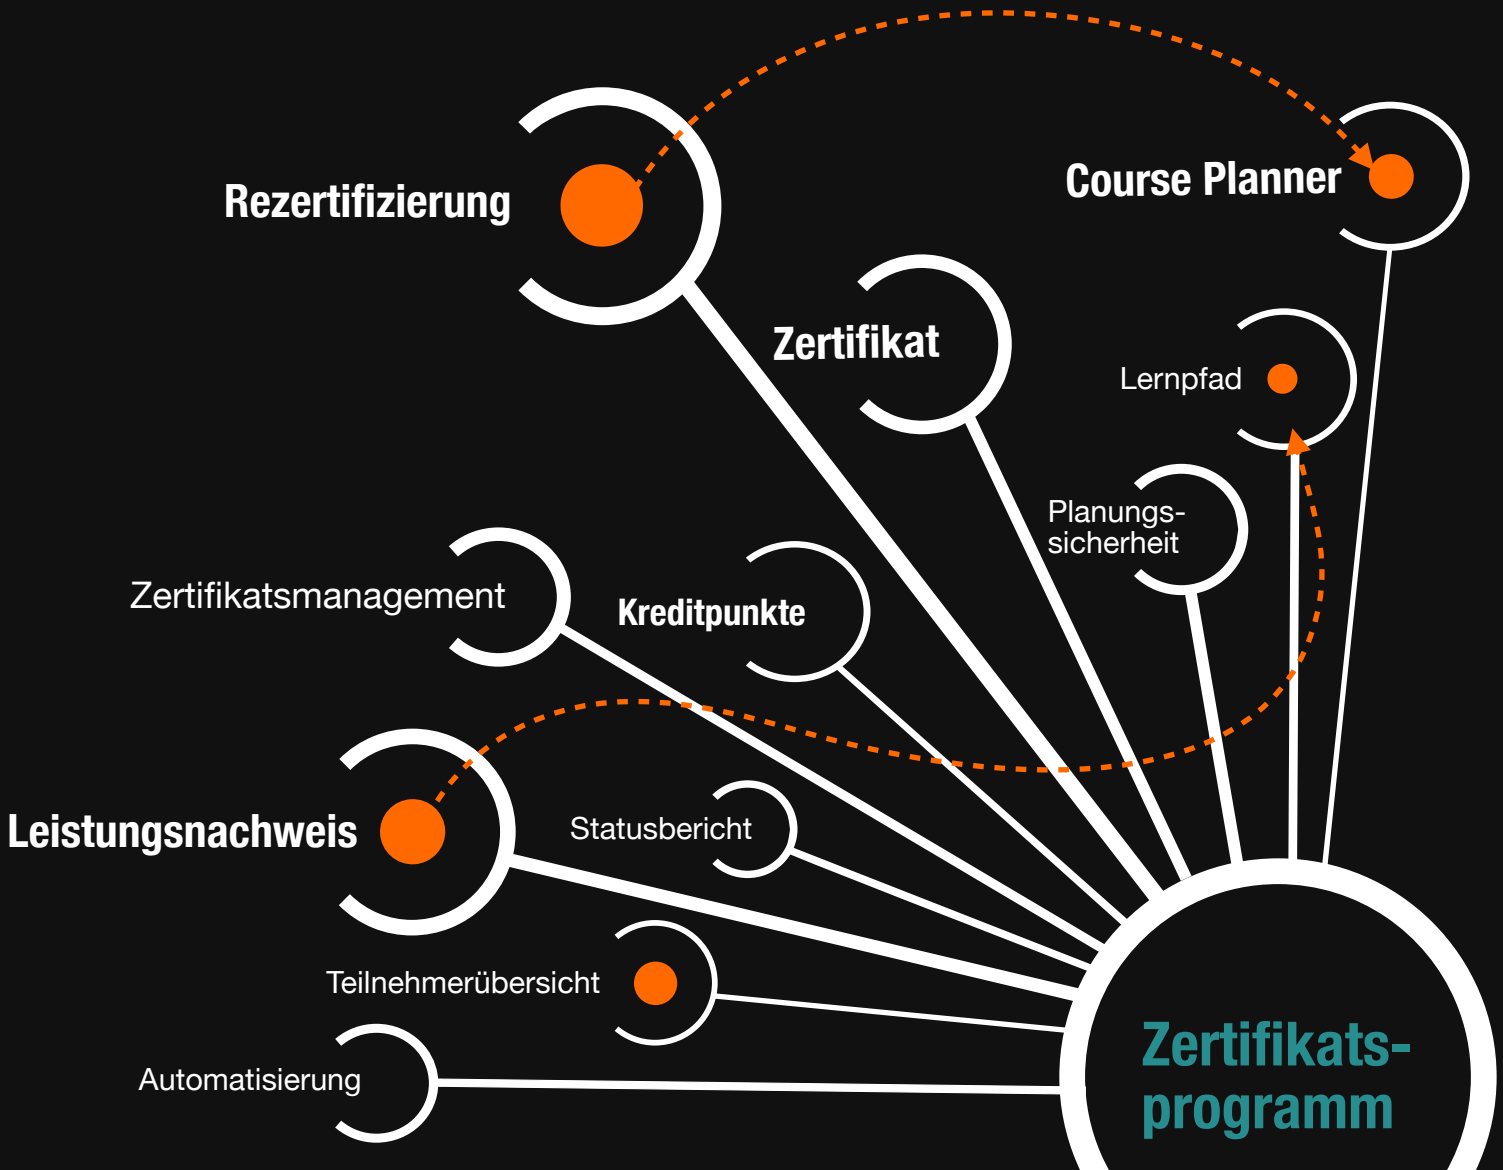 Course Planner
Rezertifizierung
Zertifikat
Lernpfad
Planungs-
sicherheit
Zertifikatsmanagement
Kreditpunkte
Leistungsnachweis
Statusbericht
Teilnehmerübersicht
Automatisierung
Zertifikats-
programm